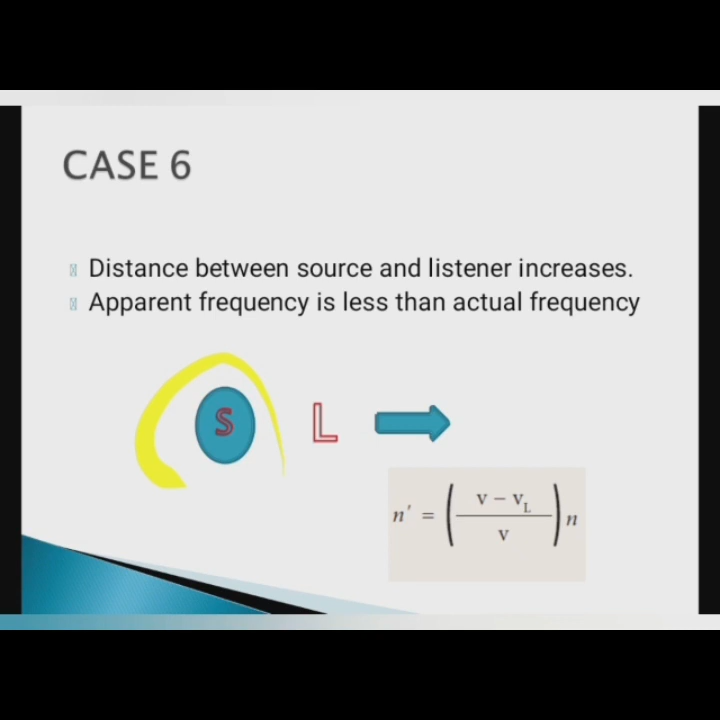 CASE 6
Distance between source and listener increases.
Apparent frequency is less than actual frequency
S L
n' = ( v – v_L / v ) n